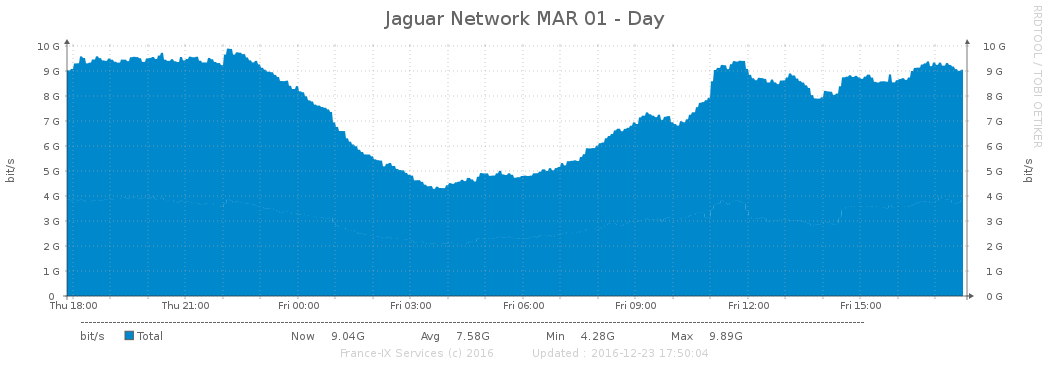 Jaguar Network MAR 01 - Day
RRDTOOL / TOBI OETIKER
10 G 10 G
9 G 9 G
8 G 8 G
7 G 7 G
6 G 6 G
5 G 5 G
4 G 4 G
3 G 3 G
2 G 2 G
1 G 1 G
0 0 G
bit/s
bit/s
Thu 18:00 Thu 21:00 Fri 00:00 Fri 03:00 Fri 06:00 Fri 09:00 Fri 12:00 Fri 15:00
bit/s Total Now 9.04G Avg 7.58G Min 4.28G Max 9.89G
France-IX Services (c) 2016 Updated : 2016-12-23 17:50:04